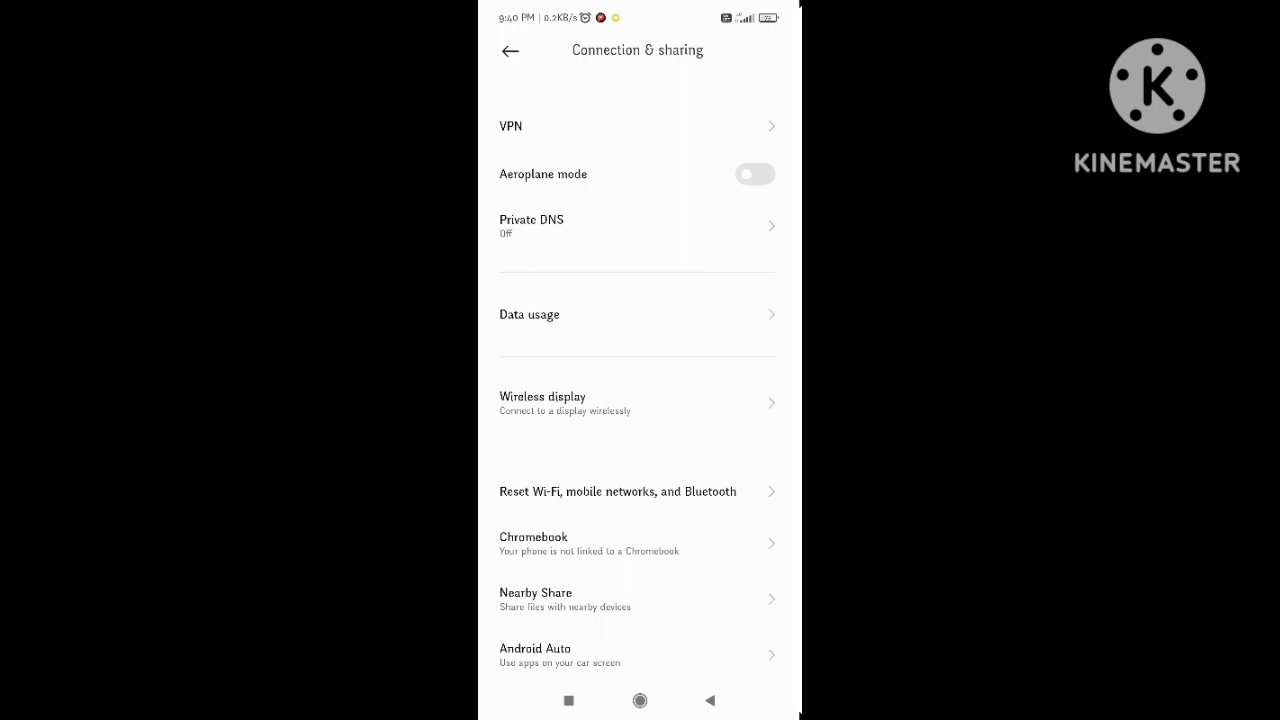 9:40 PM | 0.2KB/s
Connection & sharing
VPN
Aeroplane mode
Private DNS
Off
Data usage
Wireless display
Connect to a display wirelessly
Reset Wi-Fi, mobile networks, and Bluetooth
Chromebook
Your phone is not linked to a Chromebook
Nearby Share
Share files with nearby devices
Android Auto
Use apps on your car screen
K
KINEMASTER